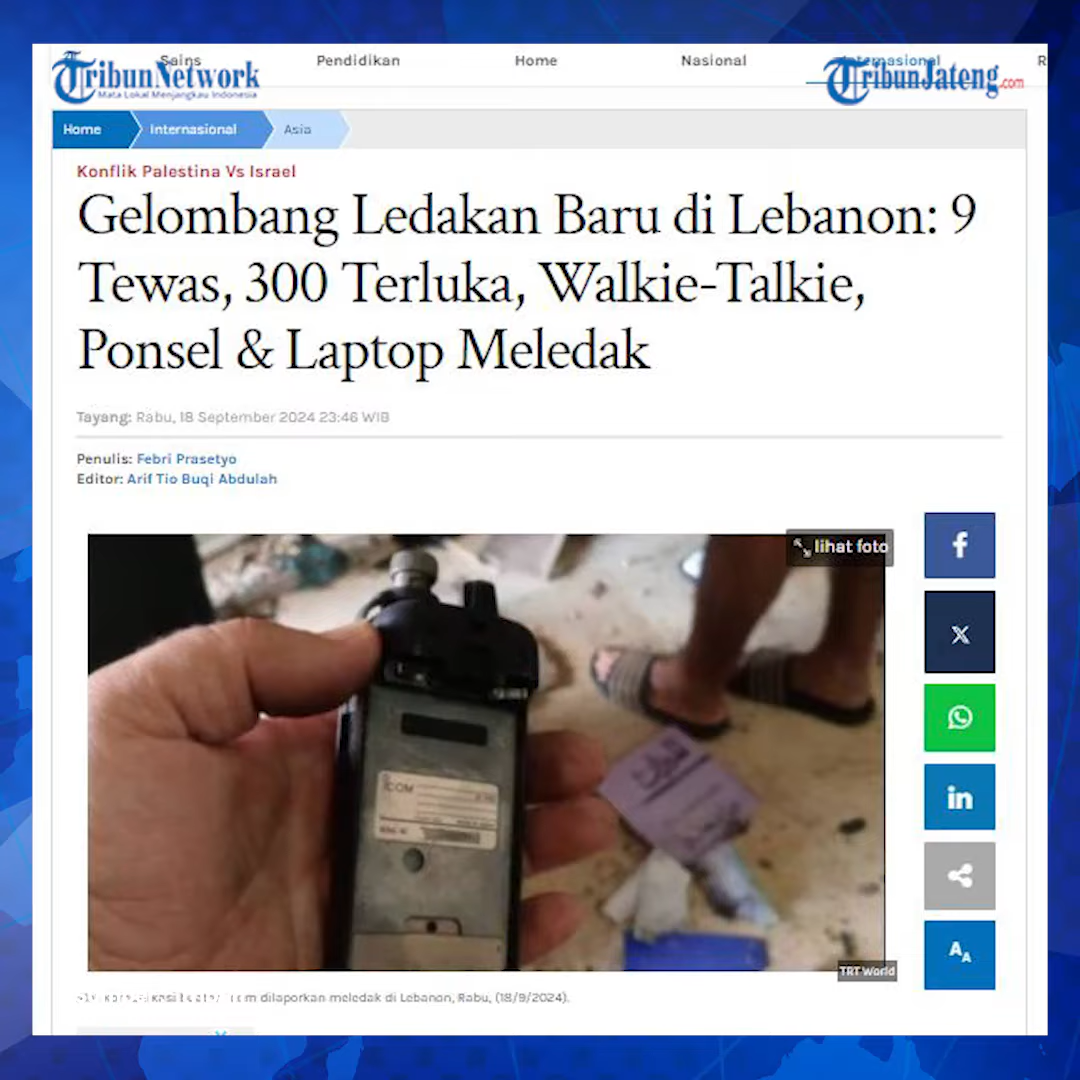 Sains Pendidikan Home Nasional Internasional R
TribunNetwork
Mata Lokal Menjangkau Indonesia
TribunJateng.com
Home Internasional Asia
Konflik Palestina Vs Israel
Gelombang Ledakan Baru di Lebanon: 9
Tewas, 300 Terluka, Walkie-Talkie,
Ponsel & Laptop Meledak
Tayang: Rabu, 18 September 2024 23:46 WIB
Penulis: Febri Prasetyo
Editor: Arif Tio Buqi Abdulah
lihat foto
f
X
in
AA
ICOM
TRT World
dilaporkan meledak di Lebanon, Rabu, (18/9/2024).